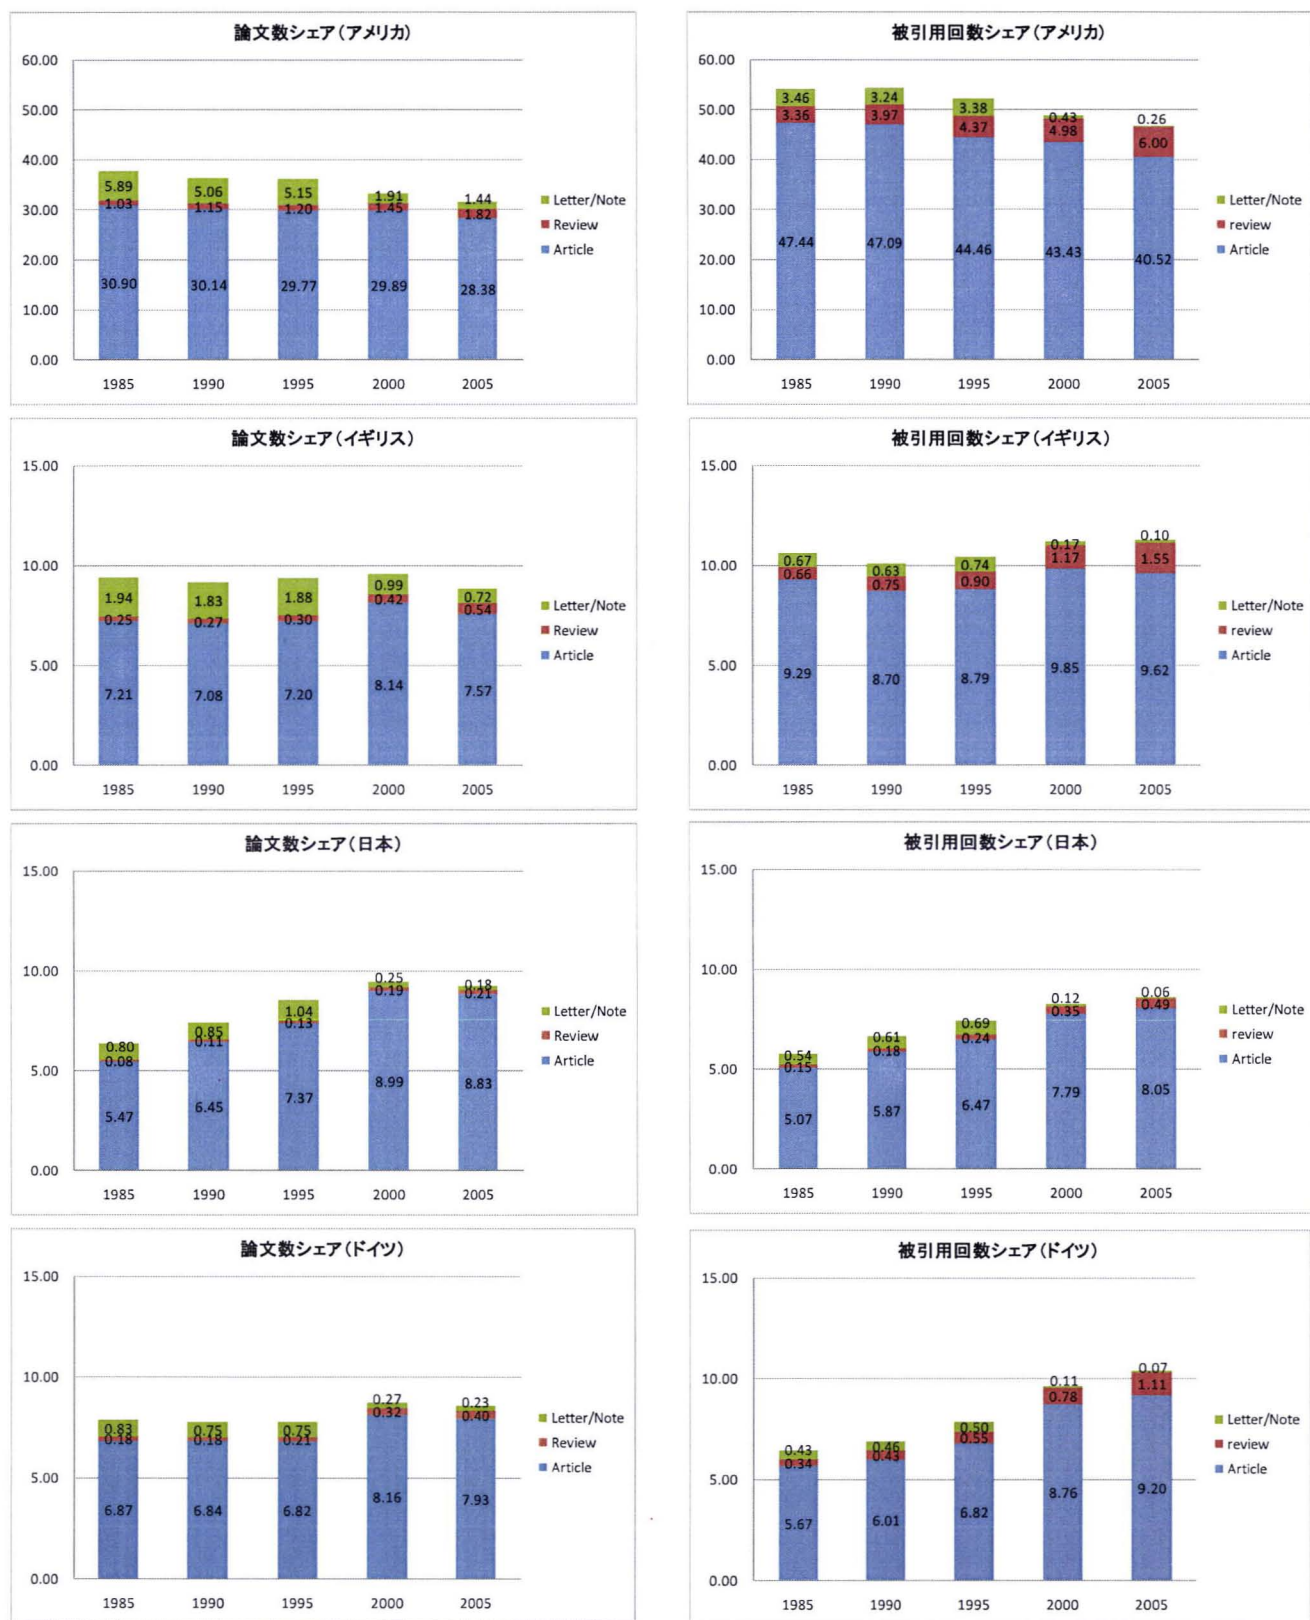 論文数シェア(アメリカ)
60.00
50.00
40.00
30.00
20.00
10.00
0.00
5.89 5.06 5.15 1.91 1.44
1.03 1.15 1.20 1.45 1.82
30.90 30.14 29.77 29.89 28.38
1985 1990 1995 2000 2005
Letter/Note
Review
Article
被引用回数シェア(アメリカ)
60.00
50.00
40.00
30.00
20.00
10.00
0.00
3.46 3.24 3.38 0.43 0.26
3.36 3.97 4.37 4.98 6.00
47.44 47.09 44.46 43.43 40.52
1985 1990 1995 2000 2005
Letter/Note
review
Article
論文数シェア(イギリス)
15.00
10.00
5.00
0.00
1.94 1.83 1.88 0.99 0.72
0.25 0.27 0.30 0.42 0.54
7.21 7.08 7.20 8.14 7.57
1985 1990 1995 2000 2005
Letter/Note
Review
Article
被引用回数シェア(イギリス)
15.00
10.00
5.00
0.00
0.67 0.63 0.74 0.17 0.10
0.66 0.75 0.90 1.17 1.55
9.29 8.70 8.79 9.85 9.62
1985 1990 1995 2000 2005
Letter/Note
review
Article
論文数シェア(日本)
15.00
10.00
5.00
0.00
0.80 0.85 1.04 0.25 0.18
0.08 0.11 0.13 0.19 0.21
5.47 6.45 7.37 8.99 8.83
1985 1990 1995 2000 2005
Letter/Note
Review
Article
被引用回数シェア(日本)
15.00
10.00
5.00
0.00
0.54 0.61 0.69 0.12 0.06
0.15 0.18 0.24 0.35 0.49
5.07 5.87 6.47 7.79 8.05
1985 1990 1995 2000 2005
Letter/Note
review
Article
論文数シェア(ドイツ)
15.00
10.00
5.00
0.00
0.83 0.75 0.75 0.27 0.23
0.18 0.18 0.21 0.32 0.40
6.87 6.84 6.82 8.16 7.93
1985 1990 1995 2000 2005
Letter/Note
Review
Article
被引用回数シェア(ドイツ)
15.00
10.00
5.00
0.00
0.43 0.46 0.50 0.11 0.07
0.34 0.43 0.55 0.78 1.11
5.67 6.01 6.82 8.76 9.20
1985 1990 1995 2000 2005
Letter/Note
review
Article